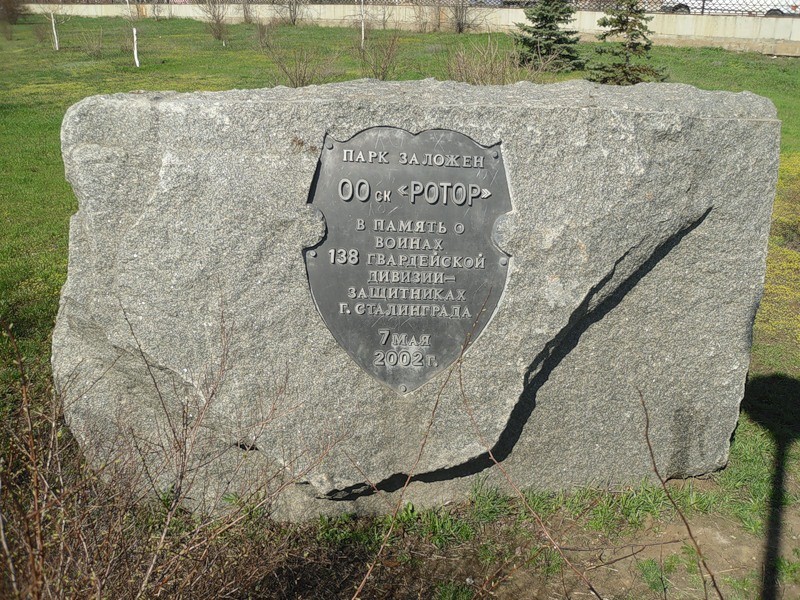 ПАРК ЗАЛОЖЕН
ОО СК «РОТОР»
В ПАМЯТЬ О
ВОИНАХ
138 ГВАРДЕЙСКОЙ
ДИВИЗИИ—
ЗАЩИТНИКАХ
Г. СТАЛИНГРАДА
7 МАЯ
2002 Г.